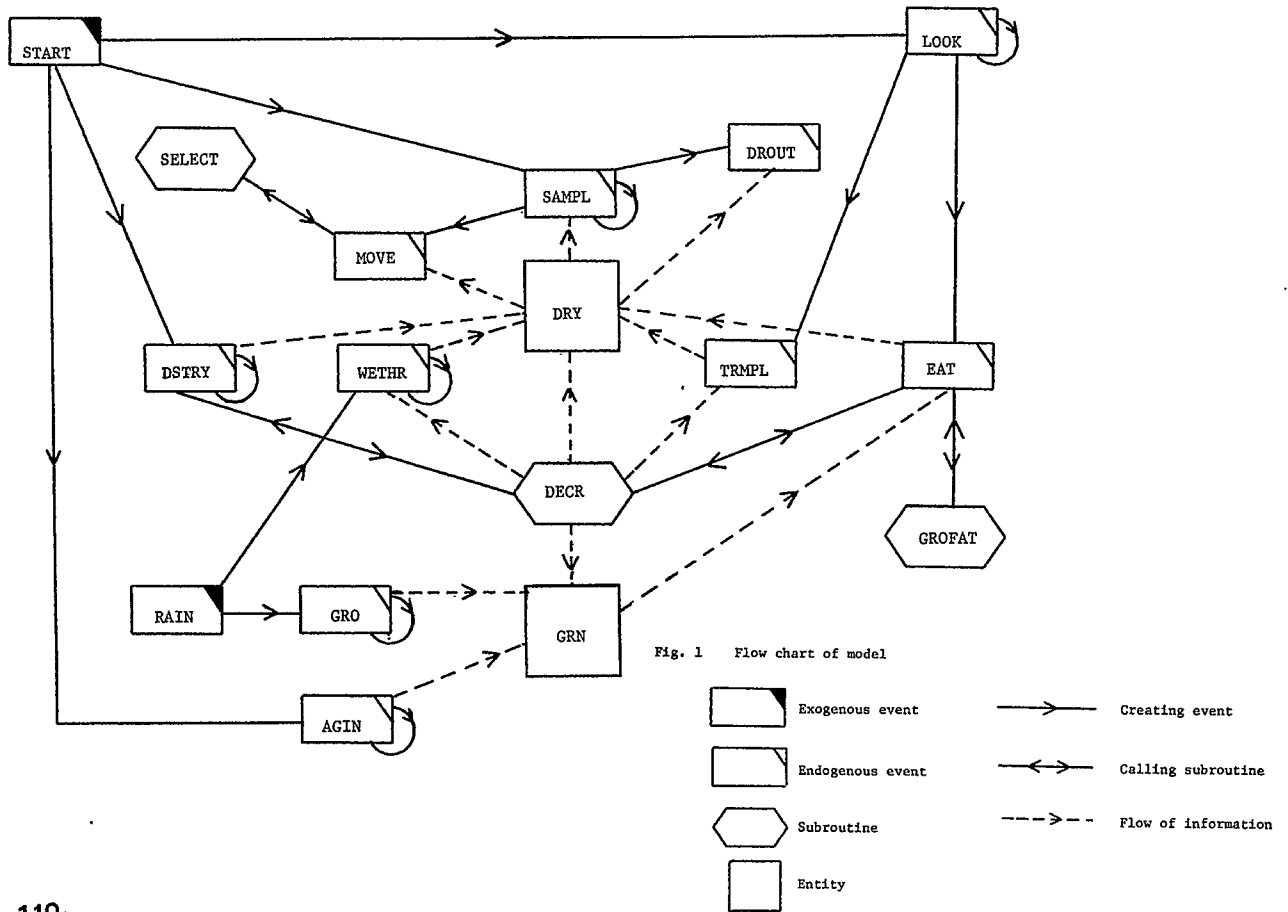 START
LOOK
SELECT
DROUT
SAMPL
MOVE
DRY
DSTRY
WETHR
TRMPL
EAT
DECR
GROFAT
RAIN
GRO
GRN
AGIN
Fig. 1 Flow chart of model
Exogenous event
Creating event
Endogenous event
Calling subroutine
Subroutine
Flow of information
Entity